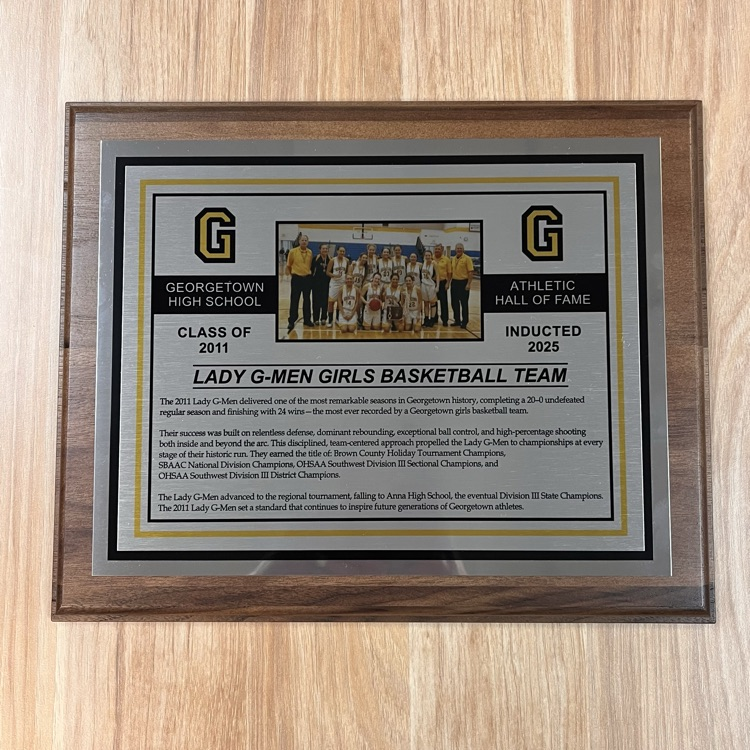 G
G
GEORGETOWN
HIGH SCHOOL
ATHLETIC
HALL OF FAME
CLASS OF
2011
INDUCTED
2025
LADY G-MEN GIRLS BASKETBALL TEAM
The 2011 Lady G-Men delivered one of the most remarkable seasons in Georgetown history, completing a 20–0 undefeated
regular season and finishing with 24 wins – the most ever recorded by a Georgetown girls basketball team.
Their success was built on relentless defense, dominant rebounding, exceptional ball control, and high-percentage shooting
both inside and beyond the arc. This disciplined, team-centered approach propelled the Lady G-Men to championships at every
stage of their historic run. They earned the title of: Brown County Holiday Tournament Champions,
SBAAC National Division Champions, OHSAA Southwest Division III Sectional Champions, and
OHSAA Southwest Division III District Champions.
The Lady G-Men advanced to the regional tournament, falling to Anna High School, the eventual Division III State Champions.
The 2011 Lady G-Men set a standard that continues to inspire future generations of Georgetown athletes.